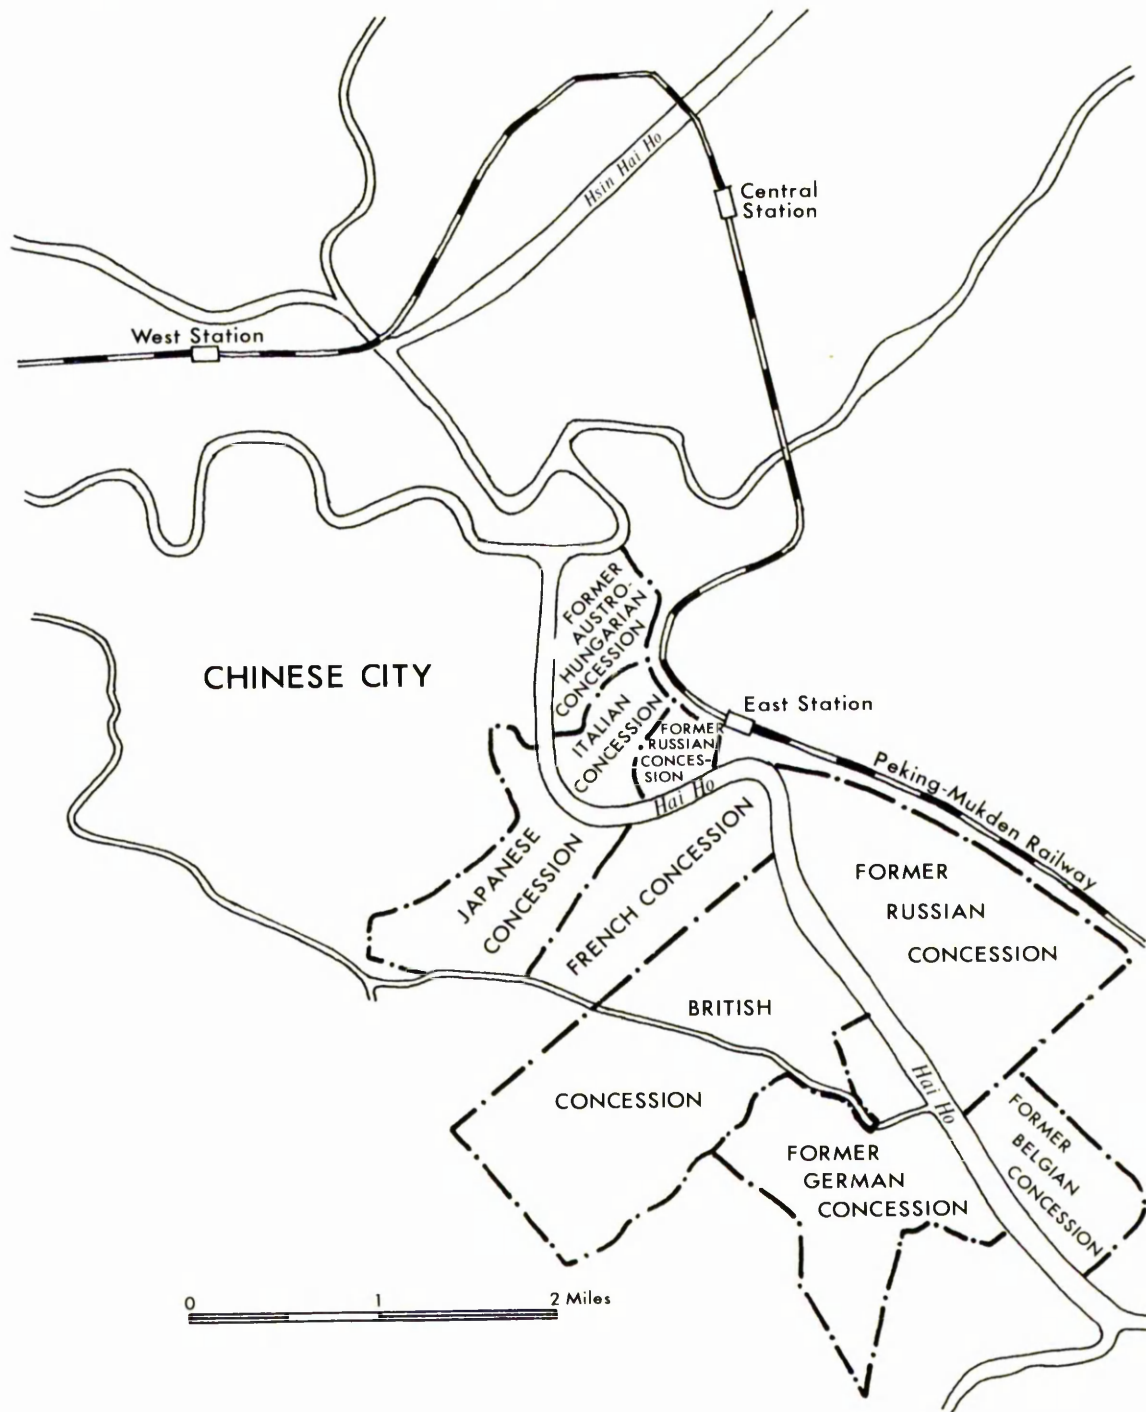 Hsin Hai Ho
Central
Station
West Station
FORMER
AUSTRO-
HUNGARIAN
CONCESSION
CHINESE CITY
ITALIAN
CONCESSION
FORMER
RUSSIAN
CONCES-
SION
East Station
Peking-Mukden Railway
Hai Ho
JAPANESE
CONCESSION
FRENCH CONCESSION
FORMER
RUSSIAN
CONCESSION
BRITISH
CONCESSION
Hai Ho
FORMER
GERMAN
CONCESSION
FORMER
BELGIAN
CONCESSION
0 1 2 Miles